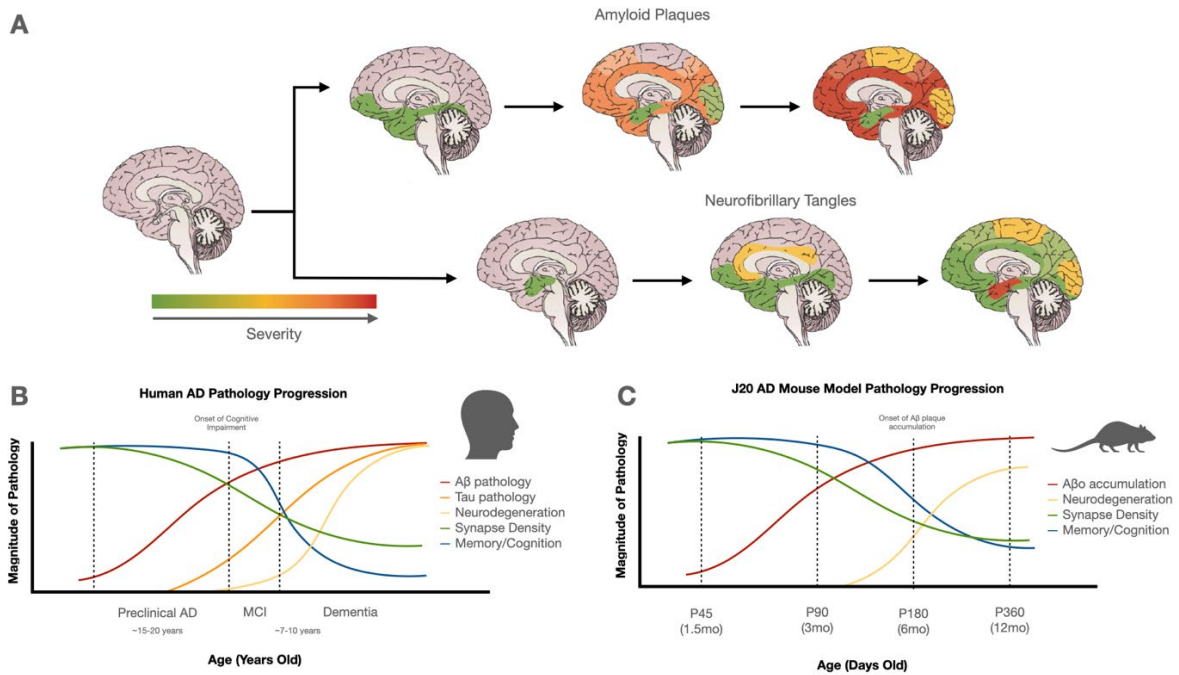 A
Amyloid Plaques
Neurofibrillary Tangles
Severity
B
Human AD Pathology Progression
Onset of Cognitive
Impairment
Magnitude of Pathology
Aβ pathology
Tau pathology
Neurodegeneration
Synapse Density
Memory/Cognition
Preclinical AD
MCI
Dementia
~15-20 years
~7-10 years
Age (Years Old)
C
J20 AD Mouse Model Pathology Progression
Onset of Aβ plaque
accumulation
Magnitude of Pathology
Aβo accumulation
Neurodegeneration
Synapse Density
Memory/Cognition
P45
(1.5mo)
P90
(3mo)
P180
(6mo)
P360
(12mo)
Age (Days Old)